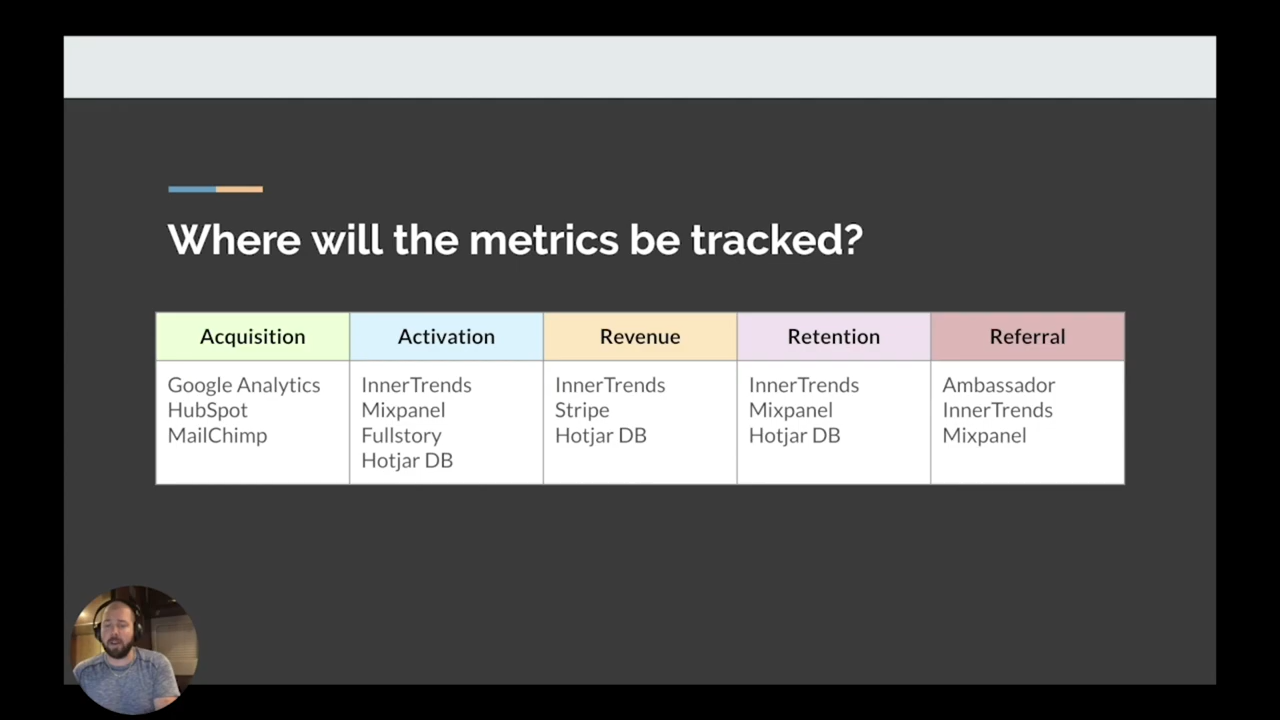 Where will the metrics be tracked?
Acquisition
Activation
Revenue
Retention
Referral
Google Analytics
HubSpot
MailChimp
InnerTrends
Mixpanel
Fullstory
Hotjar DB
InnerTrends
Stripe
Hotjar DB
InnerTrends
Mixpanel
Hotjar DB
Ambassador
InnerTrends
Mixpanel